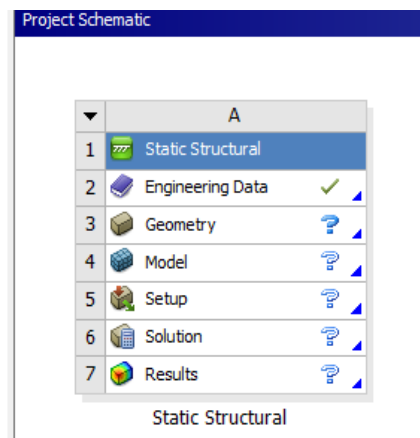 Project Schematic
A
1 Static Structural
2 Engineering Data ✓
3 Geometry ?
4 Model ?
5 Setup ?
6 Solution ?
7 Results ?
Static Structural